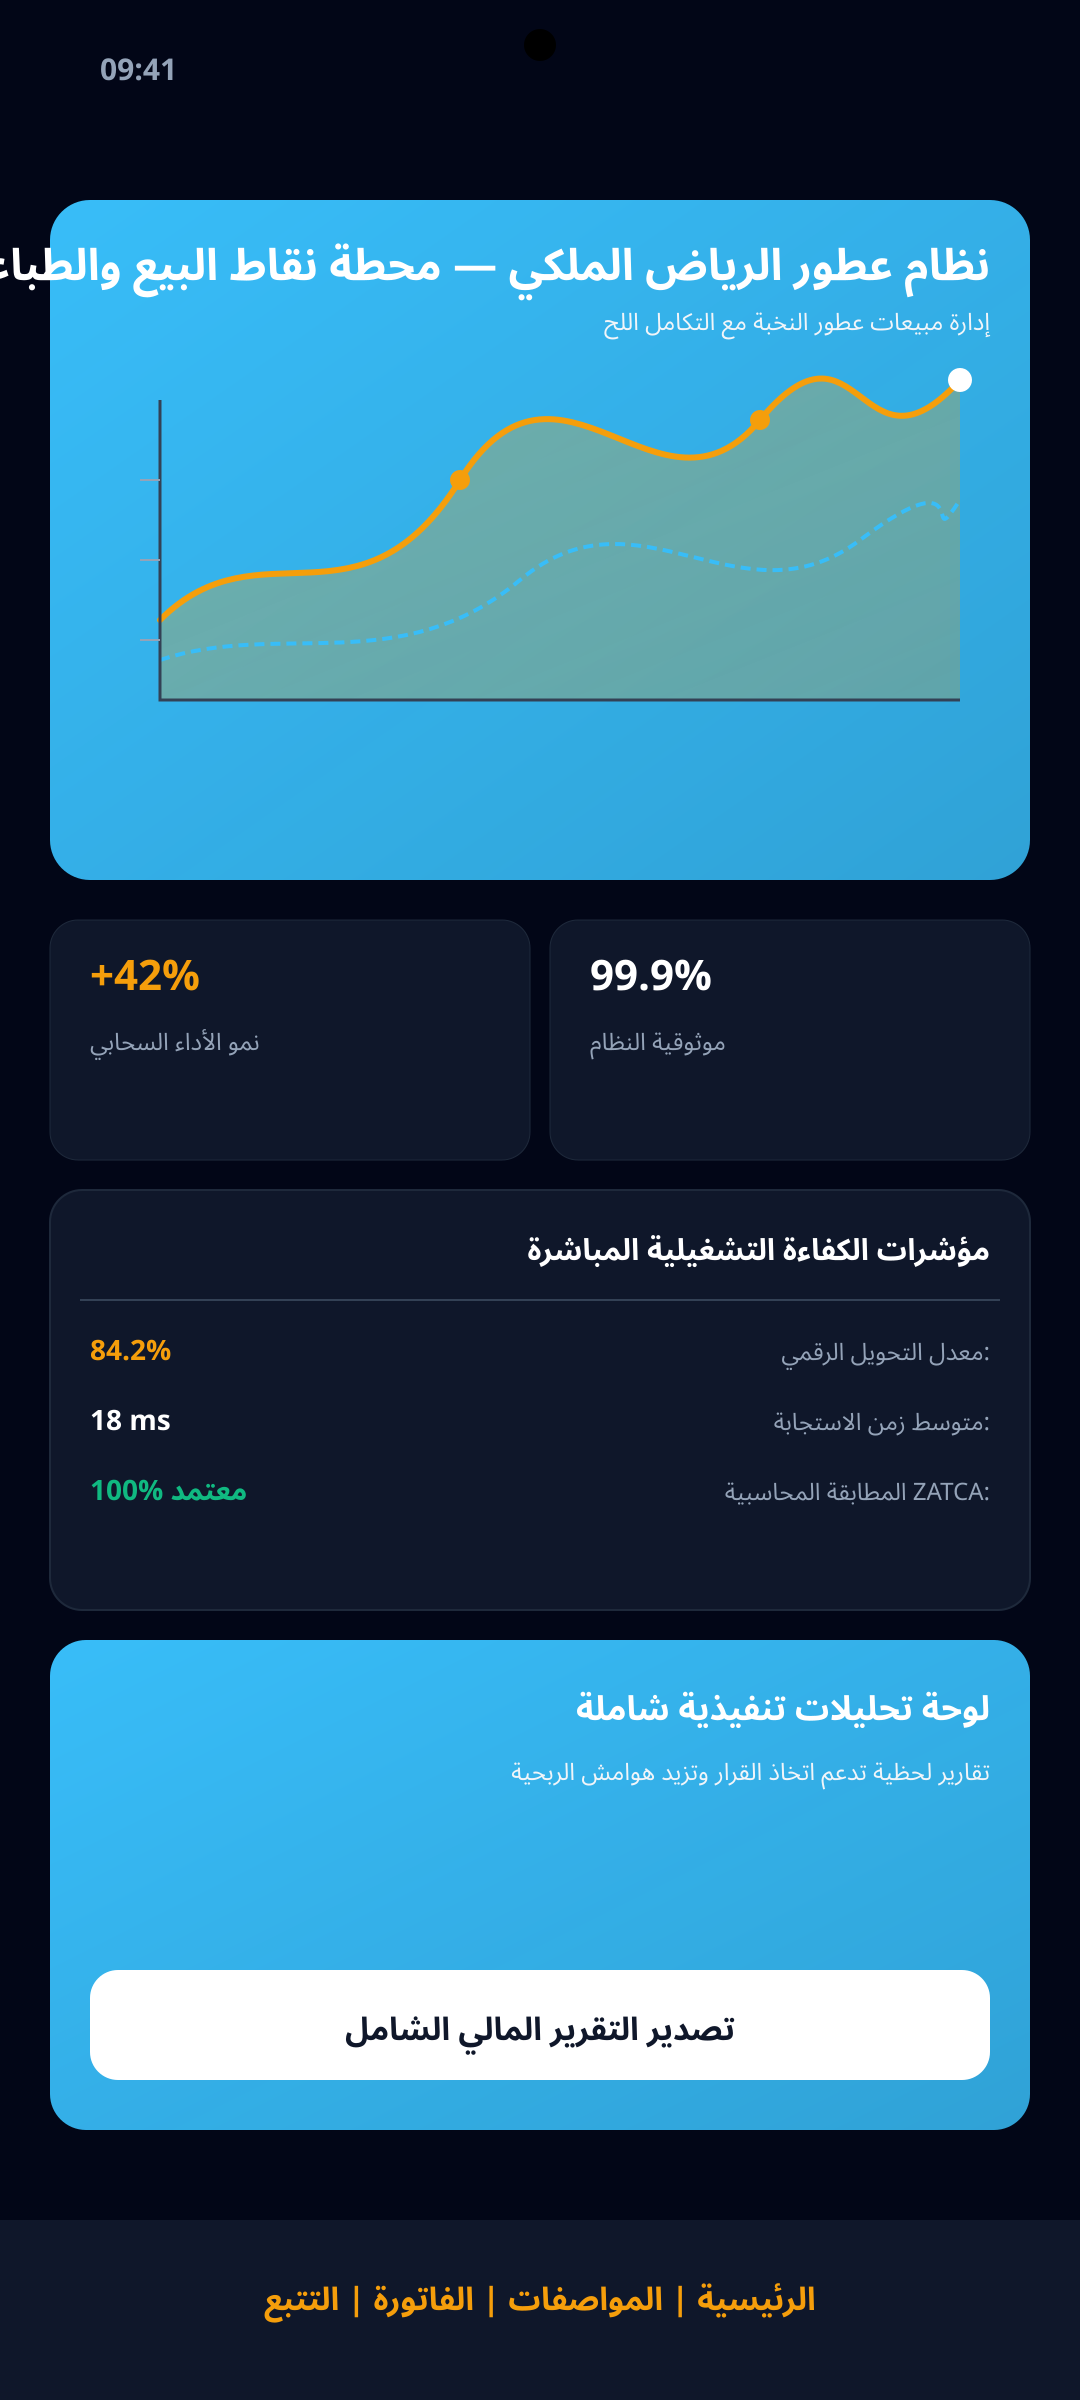 09:41
نظام عطور الرياض الملكي — محطة نقاط البيع
إدارة مبيعات عطور النخبة مع التكامل اللح
99.9%
موثوقية النظام
+42%
نمو الأداء السحابي
مؤشرات الكفاءة التشغيلية المباشرة
معدل التحويل الرقمي:
84.2%
متوسط زمن الاستجابة:
18 ms
المطابقة المحاسبية ZATCA:
100% معتمد
لوحة تحليلات تنفيذية شاملة
تقارير لحظية تدعم اتخاذ القرار وتزيد هوامش الربحية
تصدير التقرير المالي الشامل
الرئيسية | المواصفات | الفاتورة | التتبع